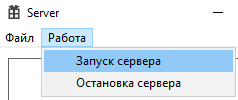 Server
Файл Работа
Запуск сервера
Остановка сервера